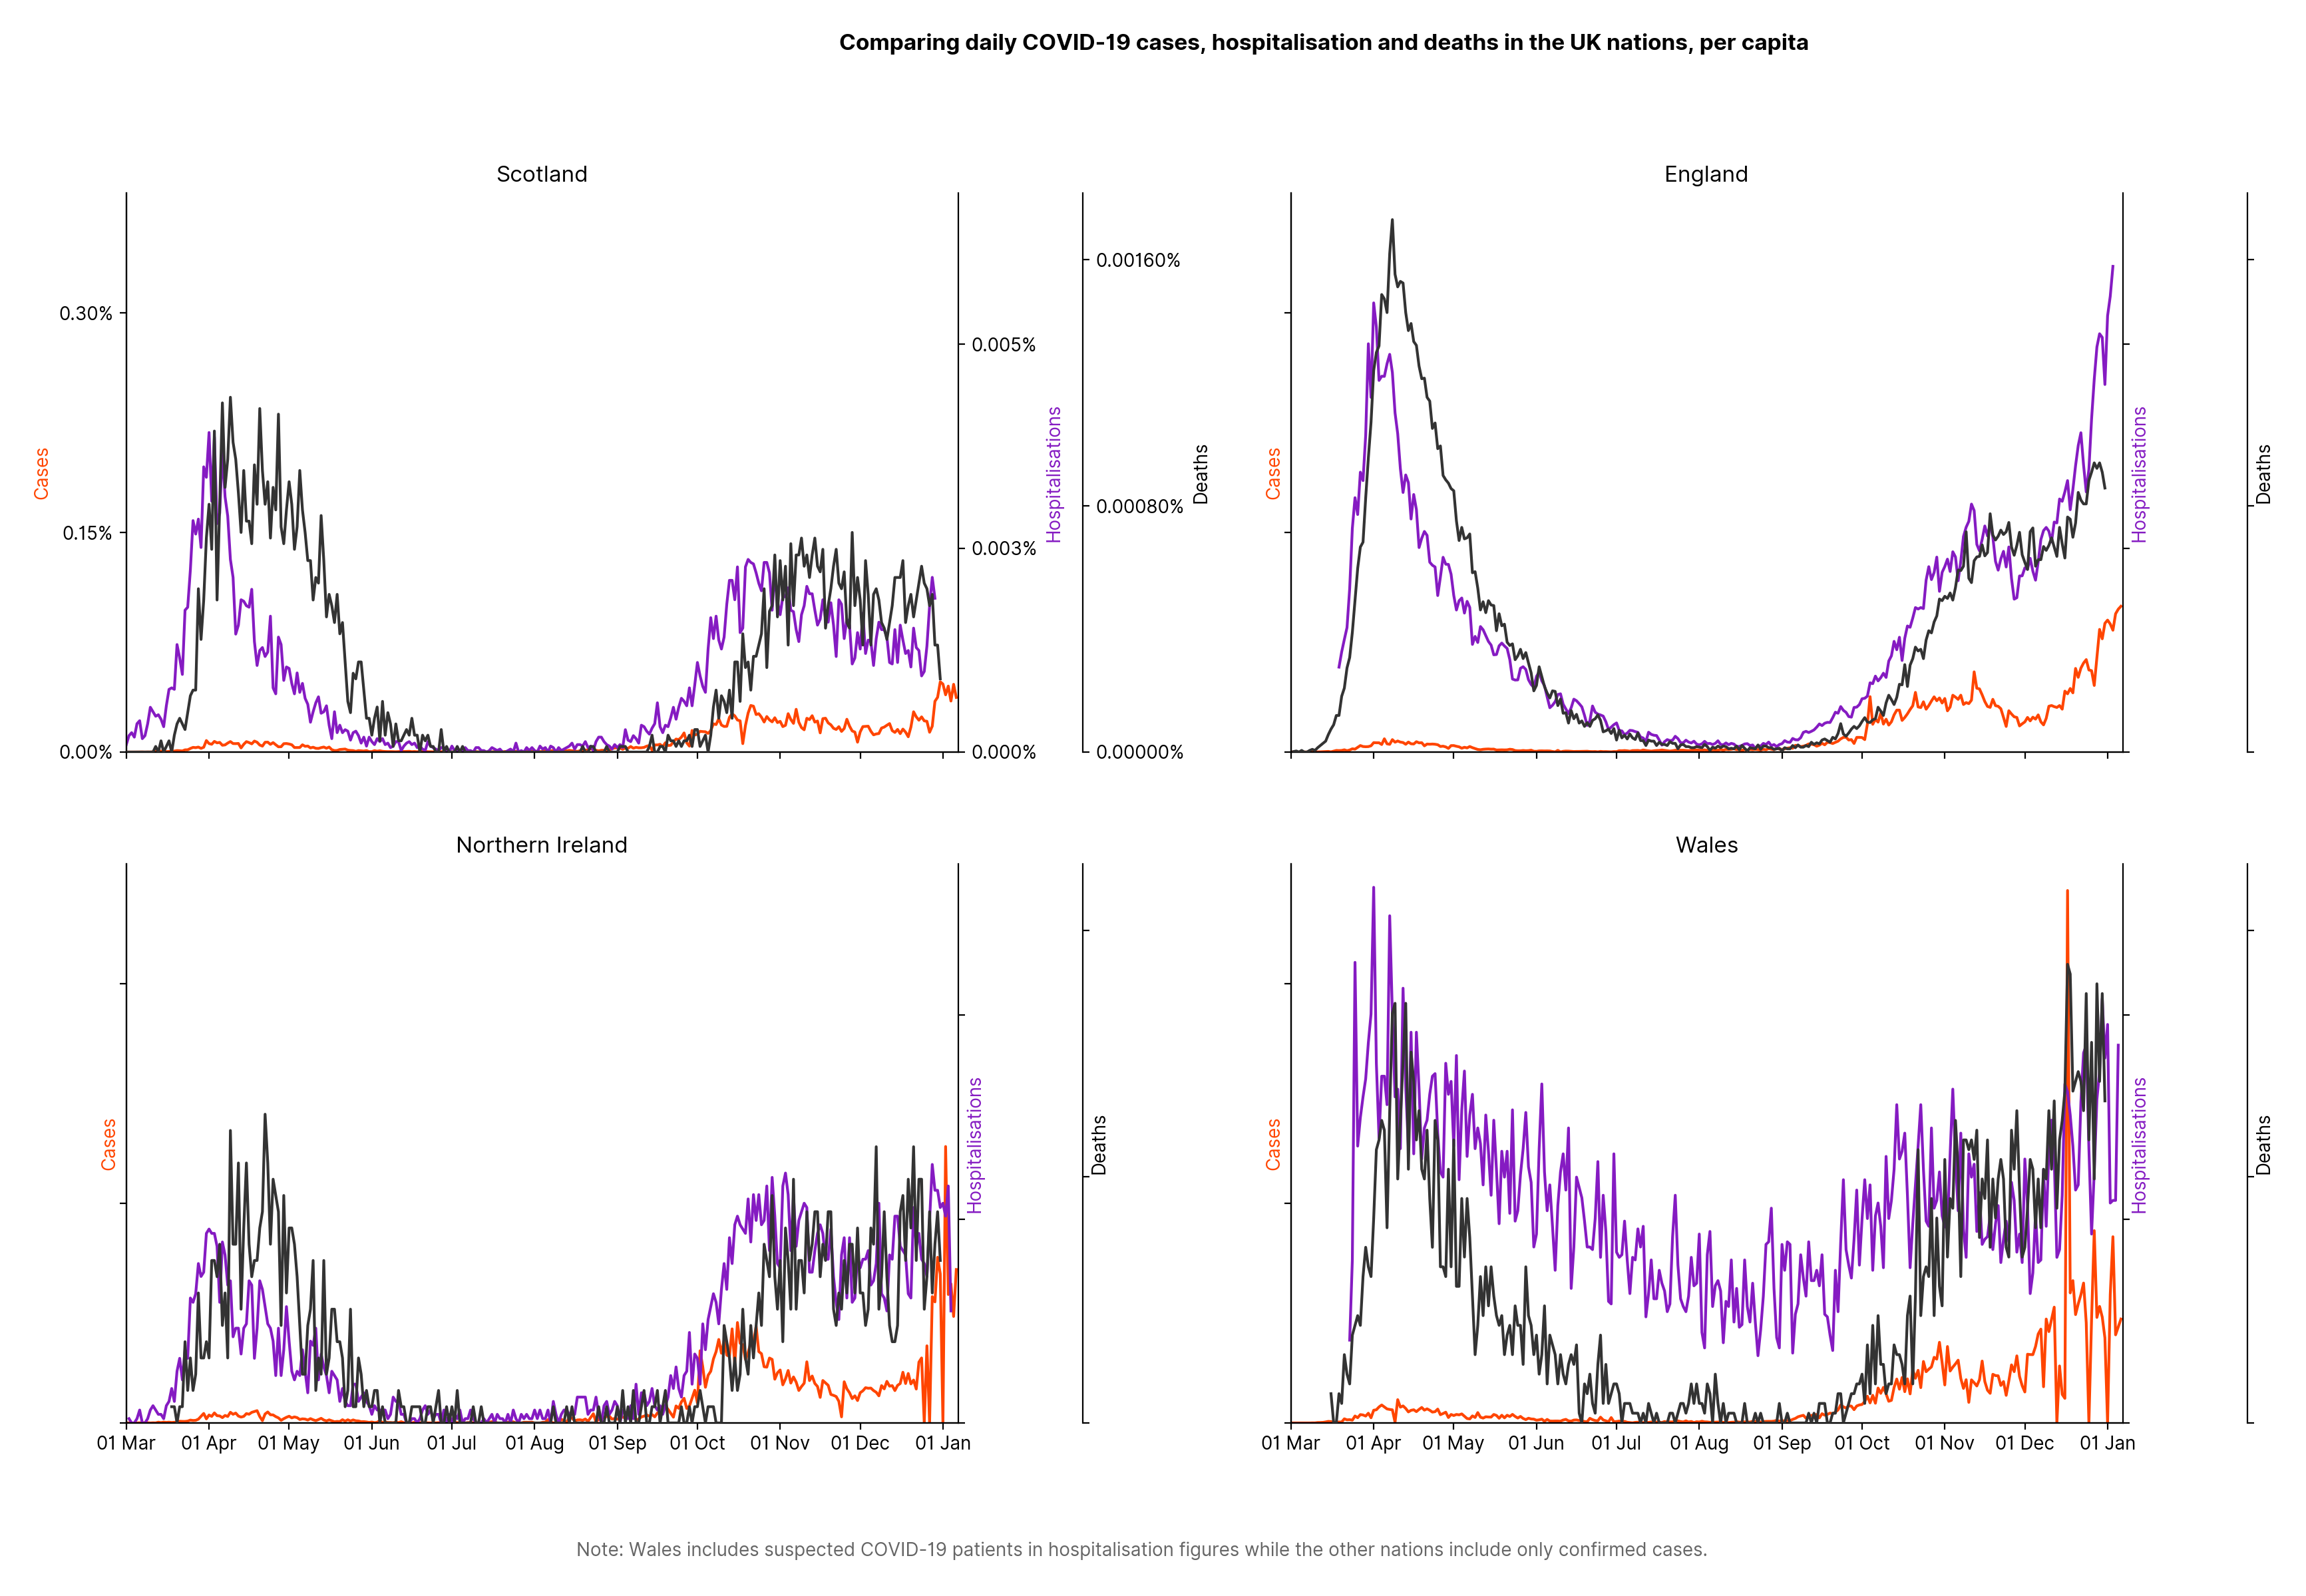 Comparing daily COVID-19 cases, hospitalisation and deaths in the UK nations, per capita
Scotland
England
0.30%
0.15%
0.00%
Cases
0.005%
0.003%
0.000%
Hospitalisations
0.00160%
0.00080%
0.00000%
Deaths
Cases
Hospitalisations
Deaths
Northern Ireland
Wales
Cases
Hospitalisations
Deaths
Cases
Hospitalisations
Deaths
01 Mar 01 Apr 01 May 01 Jun 01 Jul 01 Aug 01 Sep 01 Oct 01 Nov 01 Dec 01 Jan
01 Mar 01 Apr 01 May 01 Jun 01 Jul 01 Aug 01 Sep 01 Oct 01 Nov 01 Dec 01 Jan
Note: Wales includes suspected COVID-19 patients in hospitalisation figures while the other nations include only confirmed cases.